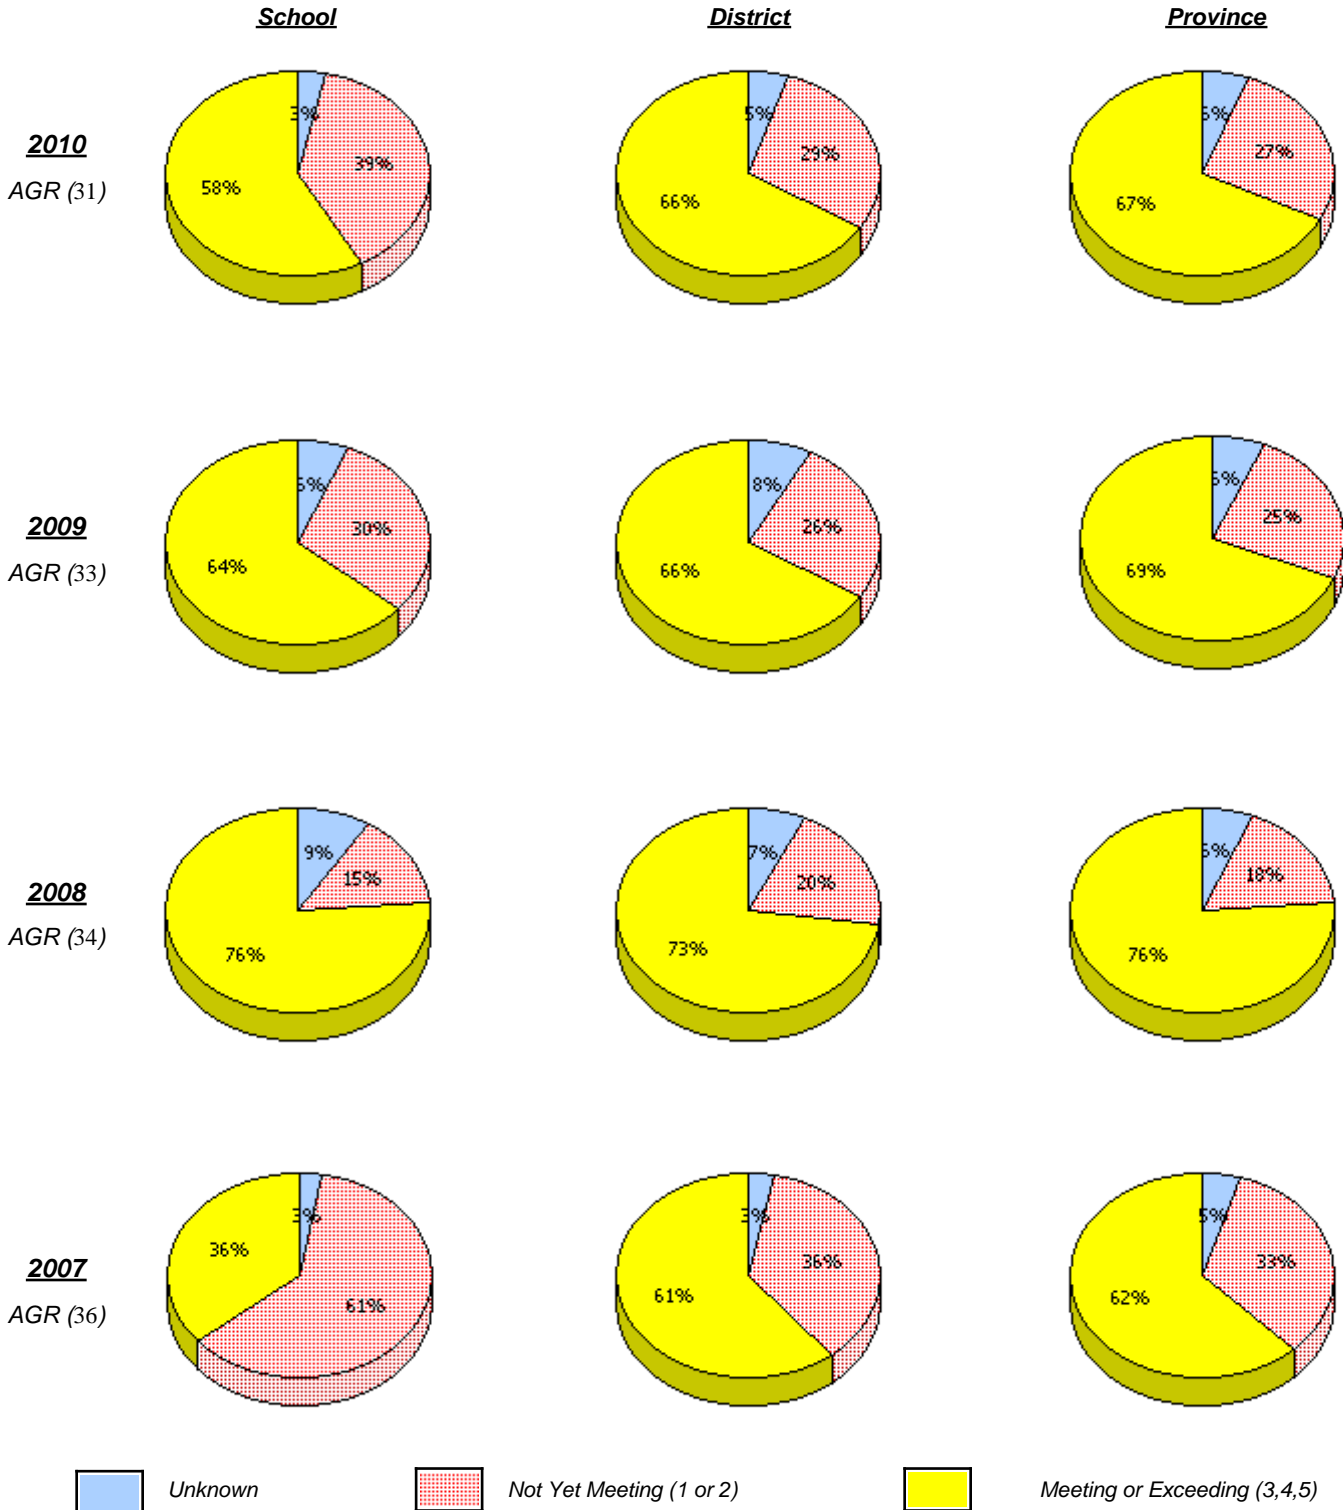 School District Province
3% 5% 6%
2010
39% 29% 27%
AGR (31)
58% 66% 67%
6% 8% 6%
2009
30% 26% 25%
AGR (33)
64% 66% 69%
9% 7% 6%
15% 20% 18%
2008
AGR (34)
76% 73% 76%
3% 3% 5%
36% 36% 33%
2007
61% 61% 62%
AGR (36)
Unknown Not Yet Meeting (1 or 2) Meeting or Exceeding (3,4,5)